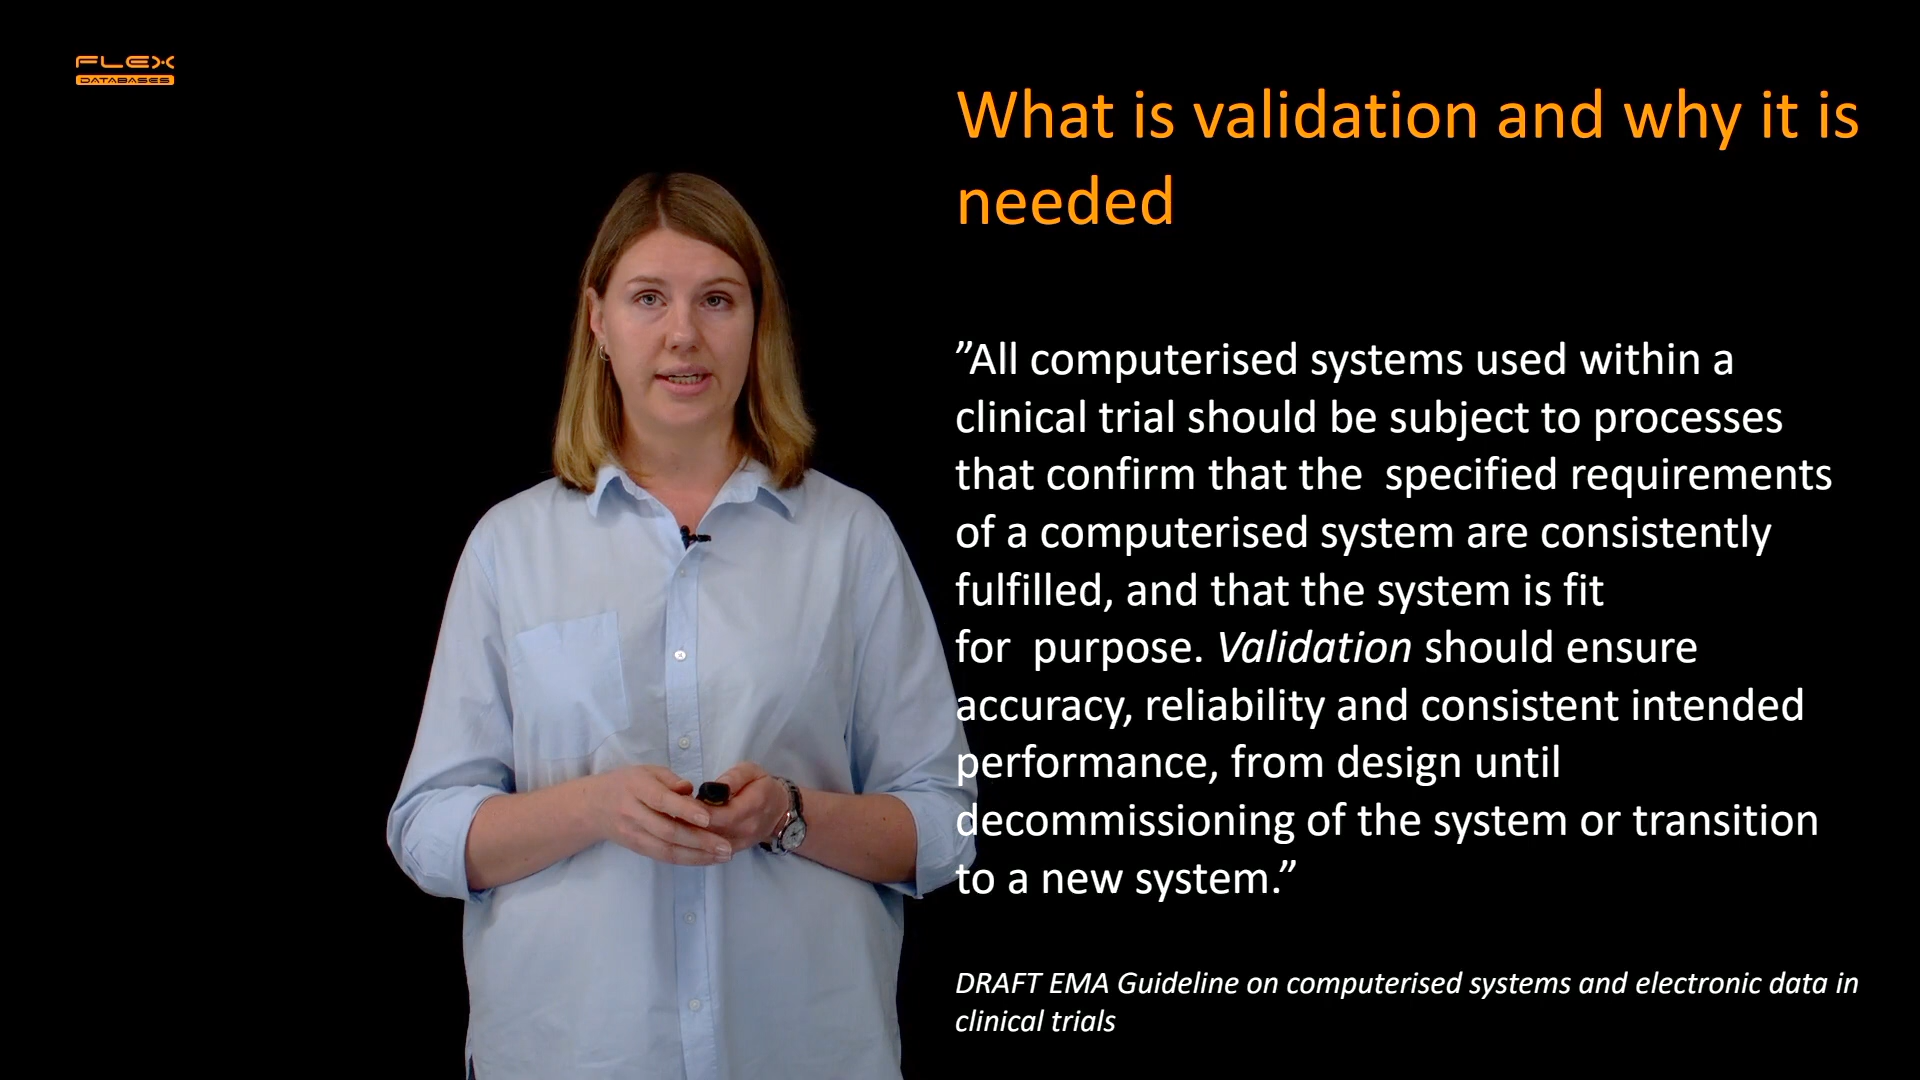 FLEX
DATABASES
What is validation and why it is
needed
”All computerised systems used within a
clinical trial should be subject to processes
that confirm that the  specified requirements
of a computerised system are consistently
fulfilled, and that the system is fit
for  purpose. Validation should ensure
accuracy, reliability and consistent intended
performance, from design until
decommissioning of the system or transition
to a new system.”
DRAFT EMA Guideline on computerised systems and electronic data in
clinical trials